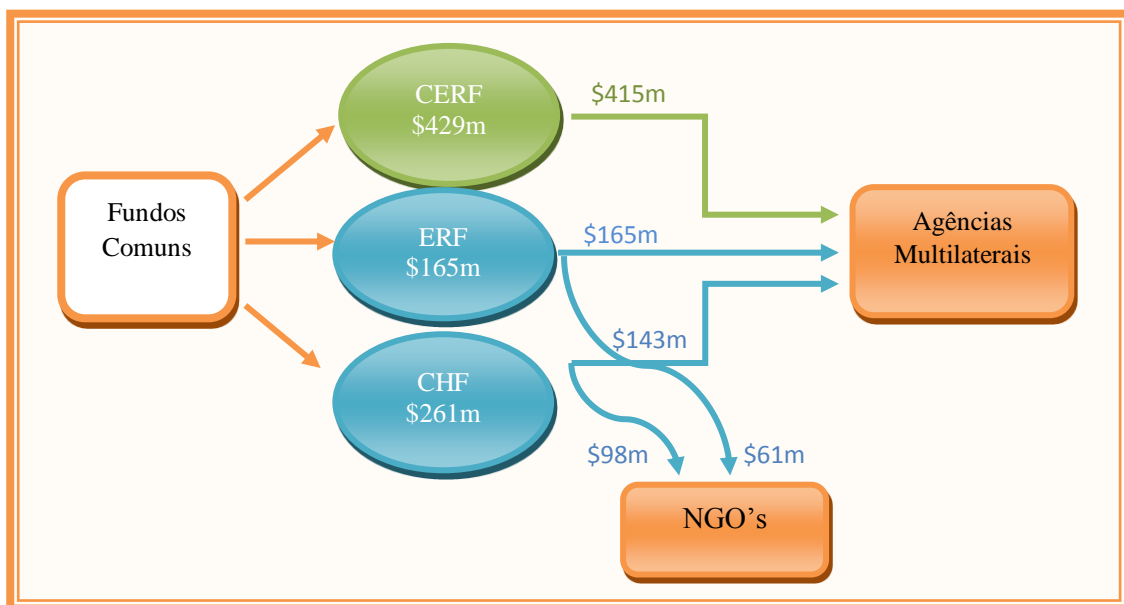 CERF
$429m
$415m
Fundos
Comuns
ERF
$165m
$165m
Agências
Multilaterais
$143m
CHF
$261m
$98m
$61m
NGO’s